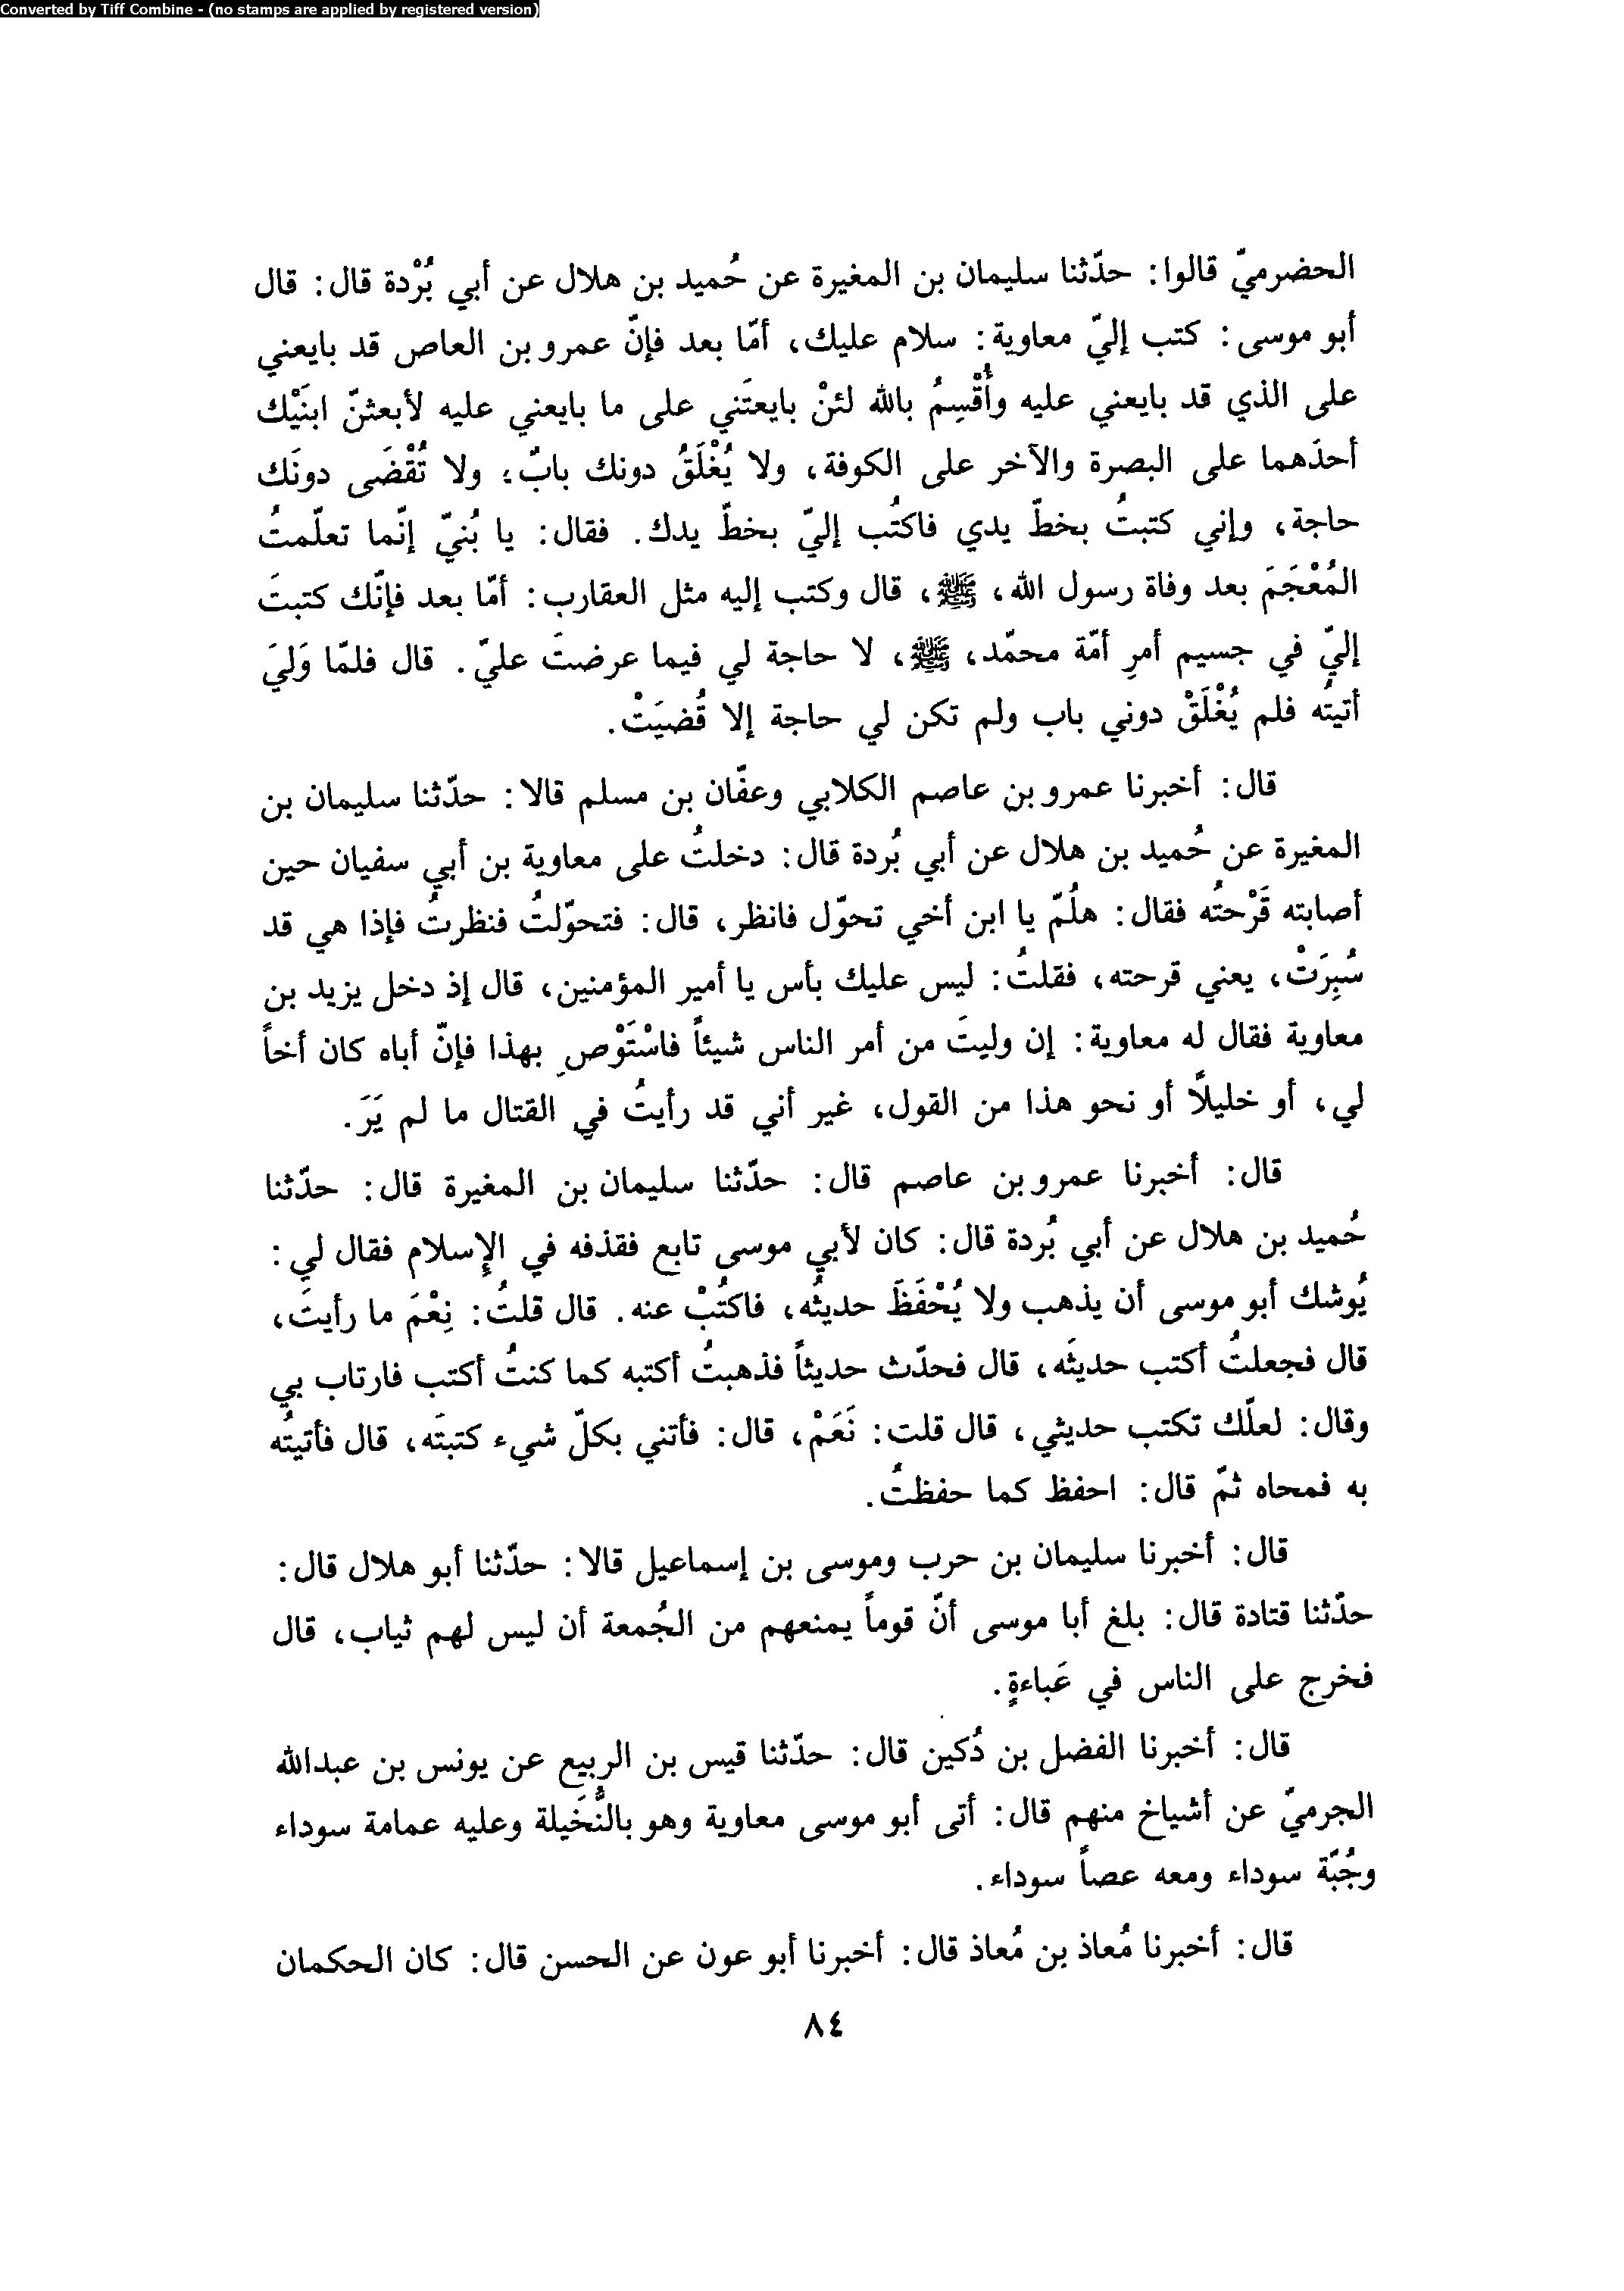 Converted by Tiff Combine - (no stamps are applied by registered version)
الحضرميّ قالوا: حدّثنا سليمان بن المغيرة عن حُميد بن هلال عن أبي بُرْدة قال: قال
أبو موسى: كتب إليّ معاوية: سلام عليك، أمّا بعد فإنّ عمرو بن العاص قد بايعني
على الذي قد بايعني عليه وأُقْسِمُ بالله لئنْ بايعتَني على ما بايعني عليه لأبعثنّ ابنَيْك
أحدَهما على البصرة والآخر على الكوفة، ولا يُغْلَقُ دونك بابٌ، ولا تُقْضَى دونَك
حاجة، وإني كتبتُ بخطّ يدي فاكتُب إليّ بخطّ يدك. فقال: يا بُنيّ إنّما تعلّمتُ
المُعْجَمَ بعد وفاة رسول الله، ﷺ، قال وكتب إليه مثل العقارب: أمّا بعد فإنّك كتبتَ
إليّ في جسيم أمرِ أمّة محمّد، ﷺ، لا حاجة لي فيما عرضتَ عليّ. قال فلمّا وَليَ
أتيتُه فلم يُغْلَقْ دوني باب ولم تكن لي حاجة إلا قُضيَتْ.
قال: أخبرنا عمرو بن عاصم الكلابي وعفّان بن مسلم قالا: حدّثنا سليمان بن
المغيرة عن حُميد بن هلال عن أبي بُردة قال: دخلتُ على معاوية بن أبي سفيان حين
أصابته قَرْحتُه فقال: هلُمّ يا ابن أخي تحوّل فانظر، قال: فتحوّلتُ فنظرتُ فإذا هي قد
سُبِرَتْ، يعني قرحته، فقلتُ: ليس عليك بأس يا أمير المؤمنين، قال إذ دخل يزيد بن
معاوية فقال له معاوية: إن وليتَ من أمر الناس شيئاً فاسْتَوْصِ بهذا فإنّ أباه كان أخاً
لي، أو خليلًا أو نحو هذا من القول، غير أني قد رأيتُ في القتال ما لم يَرَ.
قال: أخبرنا عمرو بن عاصم قال: حدّثنا سليمان بن المغيرة قال: حدّثنا
حُميد بن هلال عن أبي بُردة قال: كان لأبي موسى تابع فقذفه في الإسلام فقال لي:
يُوشك أبو موسى أن يذهب ولا يُحْفَظَ حديثُه، فاكتُبْ عنه. قال قلتُ: نِعْمَ ما رأيتَ،
قال فجعلتُ أكتب حديثَه، قال فحدّث حديثاً فذهبتُ أكتبه كما كنتُ أكتب فارتاب بي
وقال: لعلّك تكتب حديثي، قال قلت: نَعَمْ، قال: فأتني بكلّ شيء كتبتَه، قال فأتيتُه
به فمحاه ثمّ قال: احفظ كما حفظتُ.
قال: أخبرنا سليمان بن حرب وموسى بن إسماعيل قالا: حدّثنا أبو هلال قال:
حدّثنا قتادة قال: بلغ أبا موسى أنّ قوماً يمنعهم من الجُمعة أن ليس لهم ثياب، قال
فخرج على الناس في عَباءةٍ.
قال: أخبرنا الفضل بن دُكين قال: حدّثنا قيس بن الربيع عن يونس بن عبدالله
الجرميّ عن أشياخ منهم قال: أتى أبو موسى معاوية وهو بالنُّخَيلة وعليه عمامة سوداء
وجُبّة سوداء ومعه عصاً سوداء.
قال: أخبرنا مُعاذ بن مُعاذ قال: أخبرنا أبو عون عن الحسن قال: كان الحكمان
٨٤